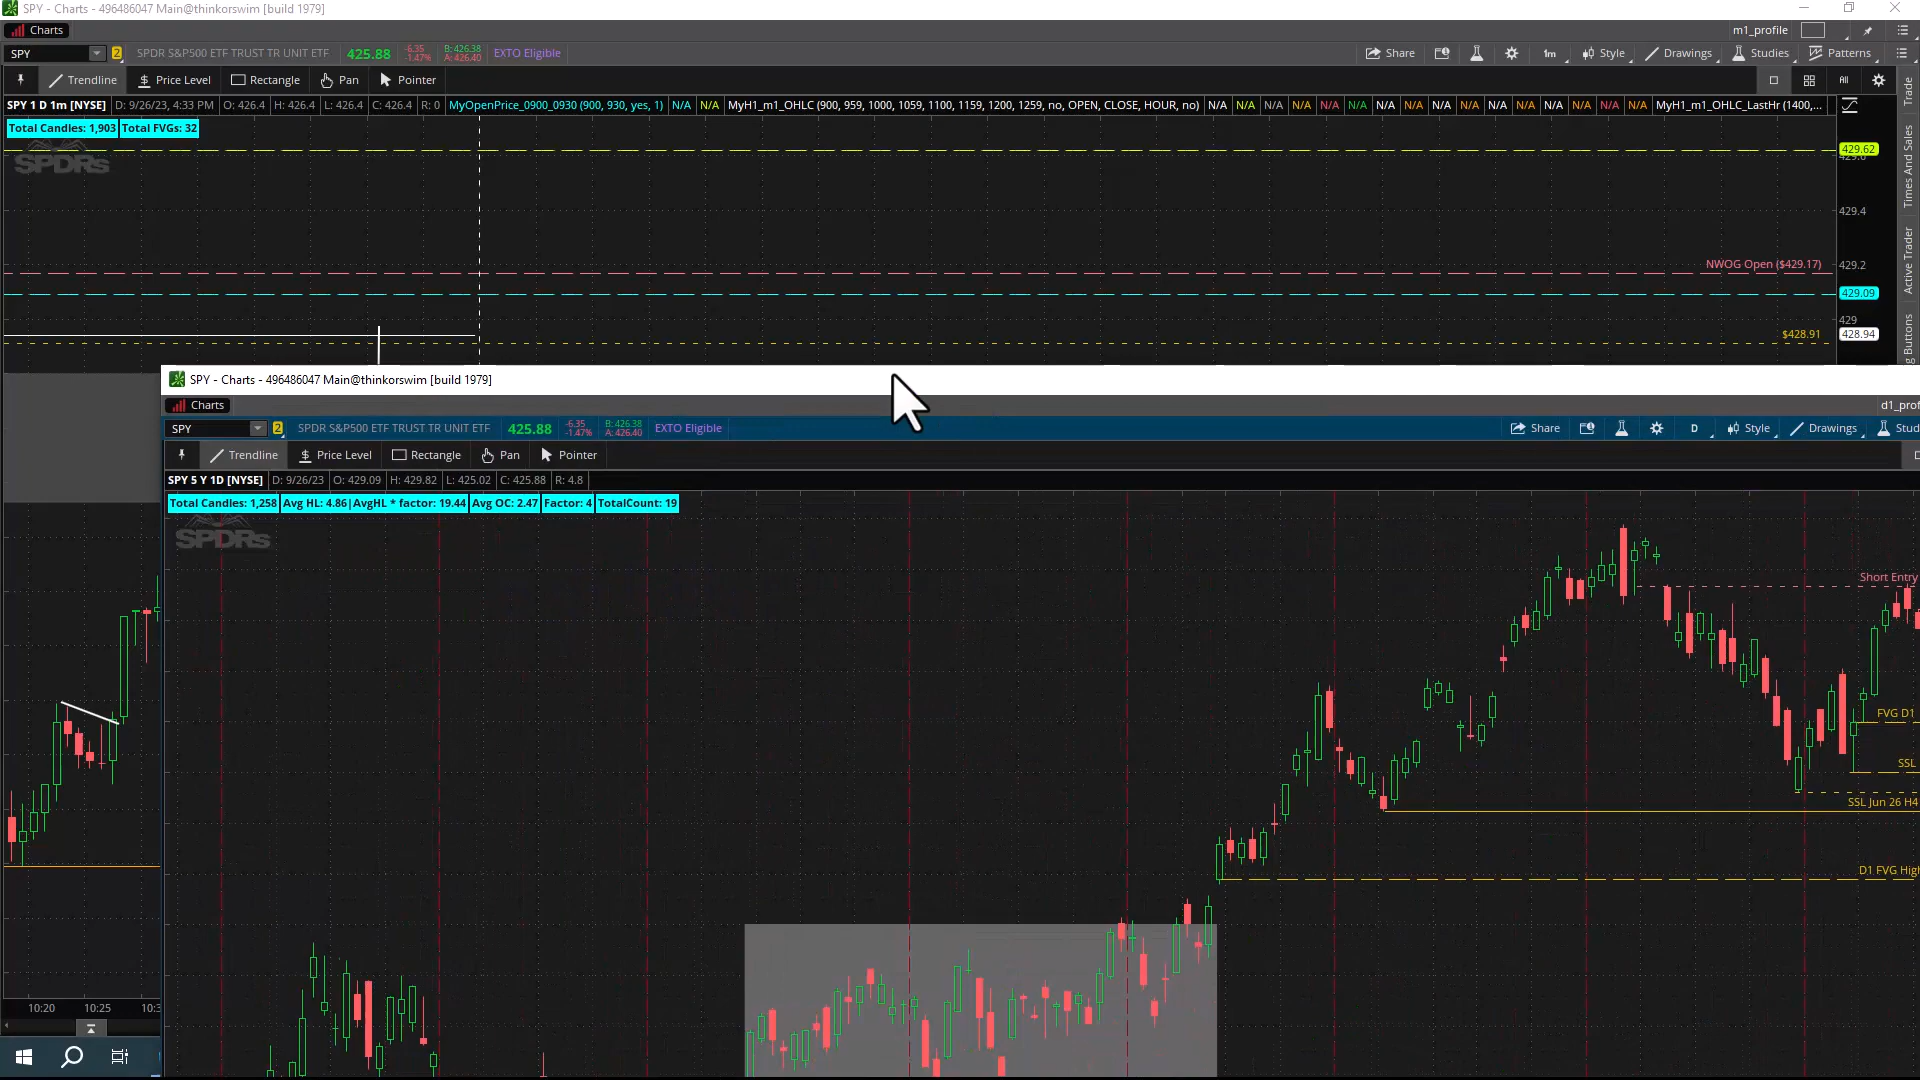 SPY - Charts - 496486047 Main@thinkorswim [build 1979]
Charts
m1_profile
SPY
2
SPDR S&P500 ETF TRUST TR UNIT ETF
425.88
-6.35
-1.47%
B: 426.38
A: 426.40
EXTO Eligible
Share
1m
Style
Drawings
Studies
Patterns
Trendline
Price Level
Rectangle
Pan
Pointer
All
SPY 1 D 1m [NYSE]
D: 9/26/23, 4:33 PM
O: 426.4
H: 426.4
L: 426.4
C: 426.4
R: 0
MyOpenPrice_0900_0930 (900, 930, yes, 1)
N/A
N/A
MyH1_m1_OHLC (900, 959, 1000, 1059, 1100, 1159, 1200, 1259, no, OPEN, CLOSE, HOUR, no)
N/A N/A N/A N/A N/A N/A N/A N/A N/A N/A N/A N/A N/A N/A N/A N/A
MyH1_m1_OHLC_LastHr (1400,...
Total Candles: 1,903
Total FVGs: 32
SPDRs
429.62
429.6
429.4
NWOG Open ($429.17)
429.2
429.09
429
$428.91
428.94
Trade
Times And Sales
Active Trader
g Buttons
SPY - Charts - 496486047 Main@thinkorswim [build 1979]
Charts
d1_prof
SPY
2
SPDR S&P500 ETF TRUST TR UNIT ETF
425.88
-6.35
-1.47%
B: 426.38
A: 426.40
EXTO Eligible
Share
D
Style
Drawings
Stud
Trendline
Price Level
Rectangle
Pan
Pointer
SPY 5 Y 1D [NYSE]
D: 9/26/23
O: 429.09
H: 429.82
L: 425.02
C: 425.88
R: 4.8
Total Candles: 1,258
Avg HL: 4.86|AvgHL * factor: 19.44
Avg OC: 2.47
Factor: 4
TotalCount: 19
SPDRs
Short Entry
FVG D1
SSL
SSL Jun 26 H4
D1 FVG High
10:20
10:25
10:3